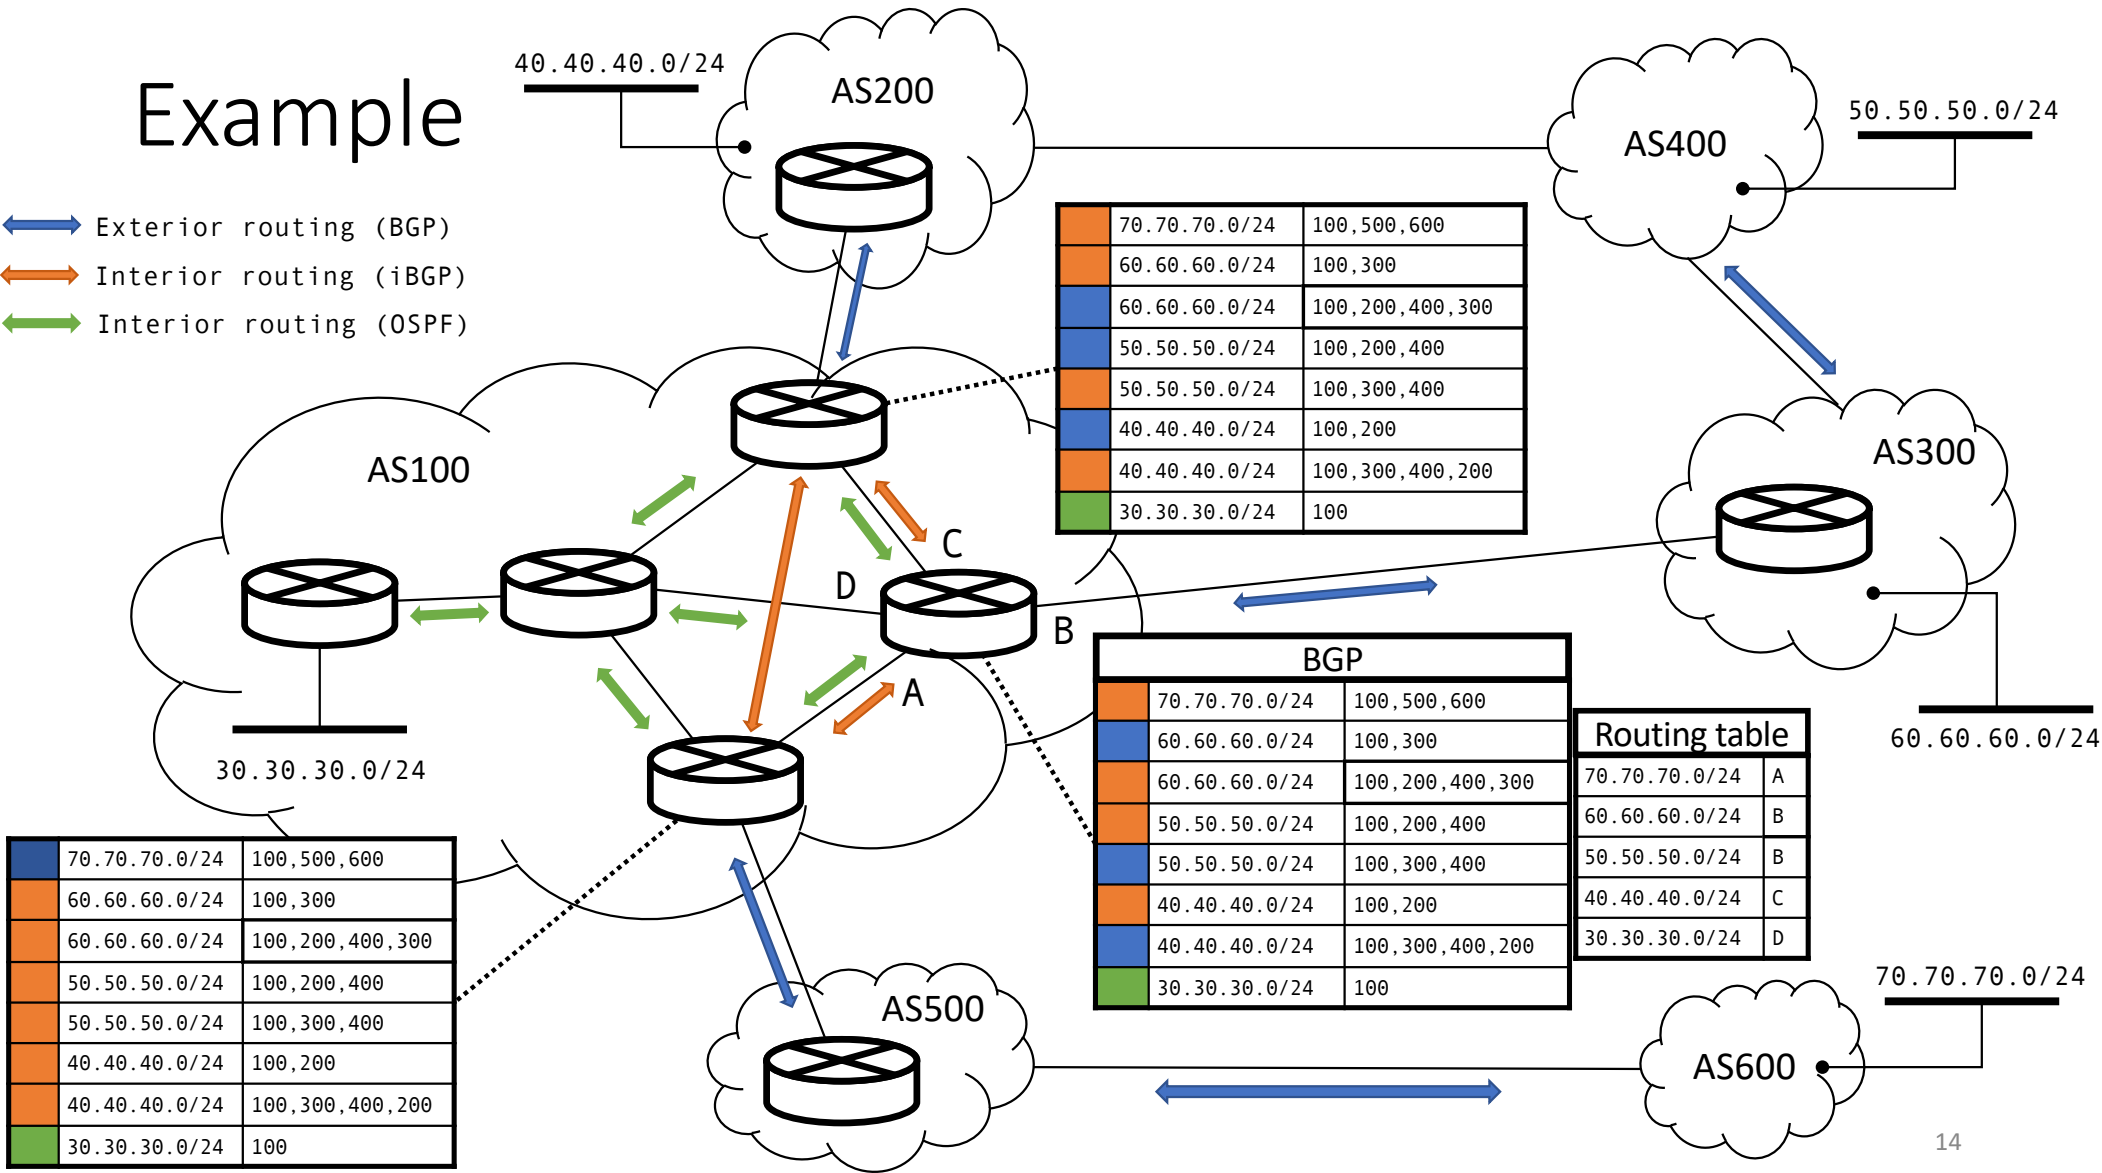 Example
40.40.40.0/24
AS200
AS400
50.50.50.0/24
Exterior routing (BGP)
Interior routing (iBGP)
Interior routing (OSPF)
70.70.70.0/24 100,500,600
60.60.60.0/24 100,300
60.60.60.0/24 100,200,400,300
50.50.50.0/24 100,200,400
50.50.50.0/24 100,300,400
40.40.40.0/24 100,200
40.40.40.0/24 100,300,400,200
30.30.30.0/24 100
AS100
AS300
C
D
B
A
30.30.30.0/24
60.60.60.0/24
BGP
70.70.70.0/24 100,500,600
60.60.60.0/24 100,300
60.60.60.0/24 100,200,400,300
50.50.50.0/24 100,200,400
50.50.50.0/24 100,300,400
40.40.40.0/24 100,200
40.40.40.0/24 100,300,400,200
30.30.30.0/24 100
Routing table
70.70.70.0/24 A
60.60.60.0/24 B
50.50.50.0/24 B
40.40.40.0/24 C
30.30.30.0/24 D
70.70.70.0/24 100,500,600
60.60.60.0/24 100,300
60.60.60.0/24 100,200,400,300
50.50.50.0/24 100,200,400
50.50.50.0/24 100,300,400
40.40.40.0/24 100,200
40.40.40.0/24 100,300,400,200
30.30.30.0/24 100
AS500
70.70.70.0/24
AS600
14